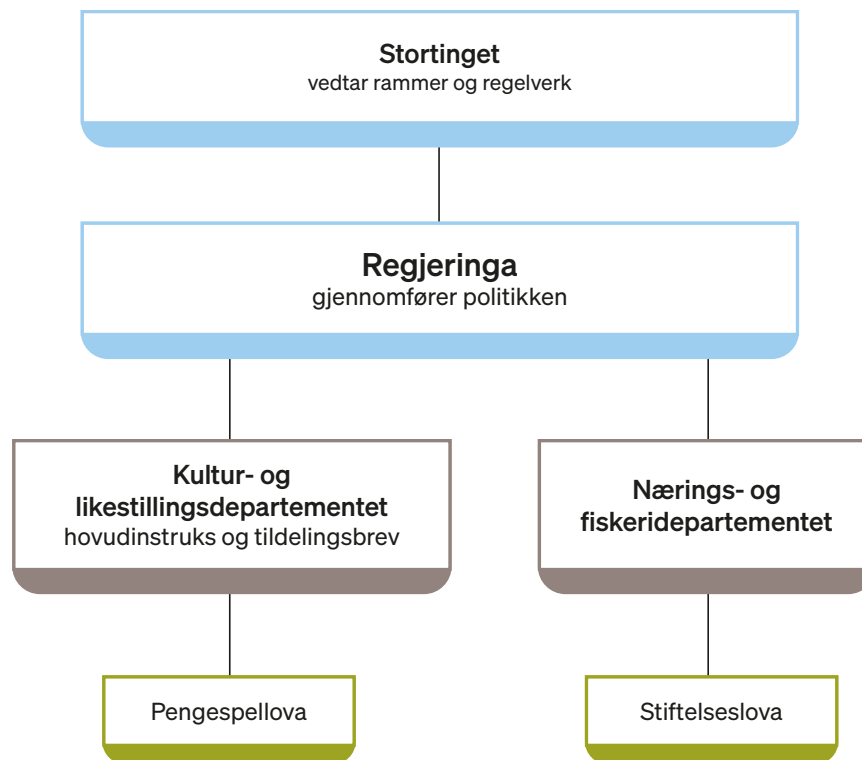 Stortinget
vedtar rammer og regelverk
Regjeringa
gjennomfører politikken
Kultur- og
likestillingsdepartementet
hovudinstruks og tildelingsbrev
Nærings- og
fiskeridepartementet
Pengespellova
Stiftelseslova